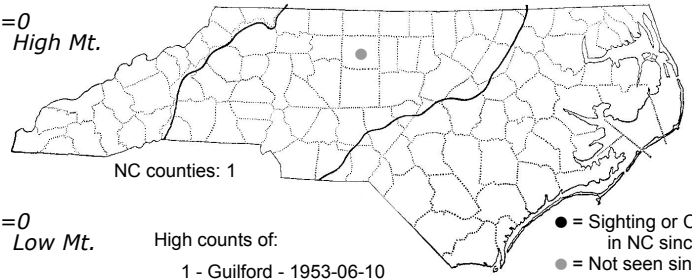 =0
High Mt.
NC counties: 1
=0
Low Mt.
High counts of:
1 - Guilford - 1953-06-10
● = Sighting or
in NC sinc
● = Not seen sin